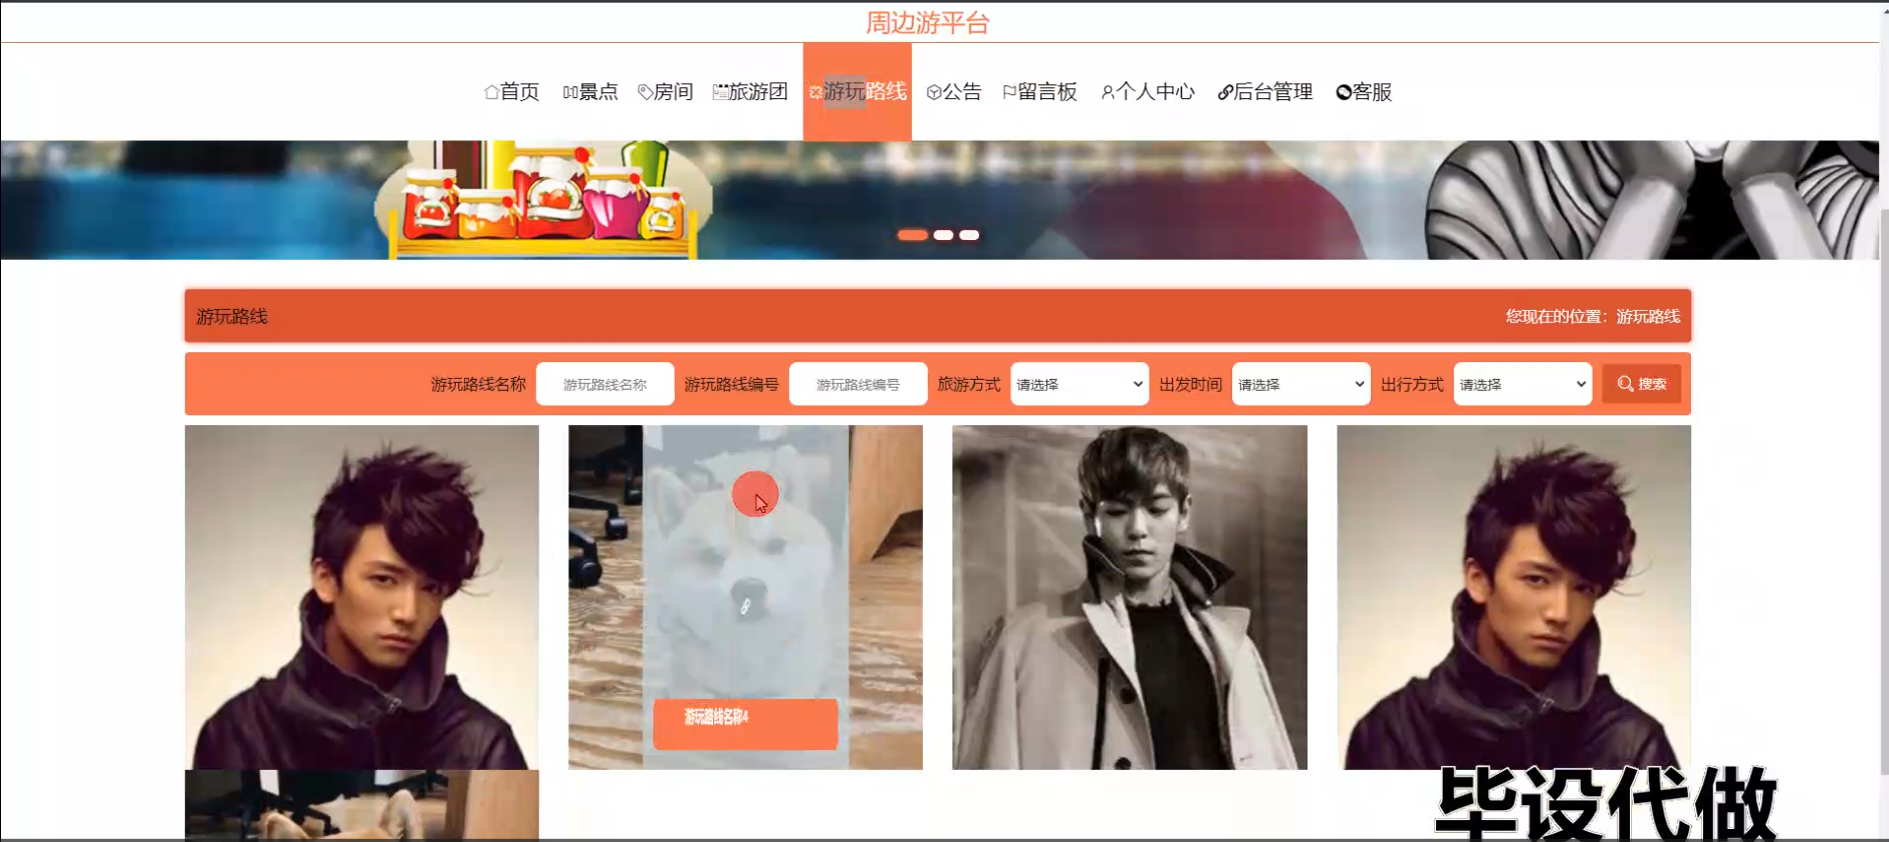 周边游平台
首页 景点 房间 旅游团 游玩路线 公告 留言板 个人中心 后台管理 客服
游玩路线 您现在的位置：游玩路线
游玩路线名称 游玩路线名称 游玩路线编号 游玩路线编号 旅游方式 请选择 出发时间 请选择 出行方式 请选择 搜索
游玩路线名称4
毕设代做